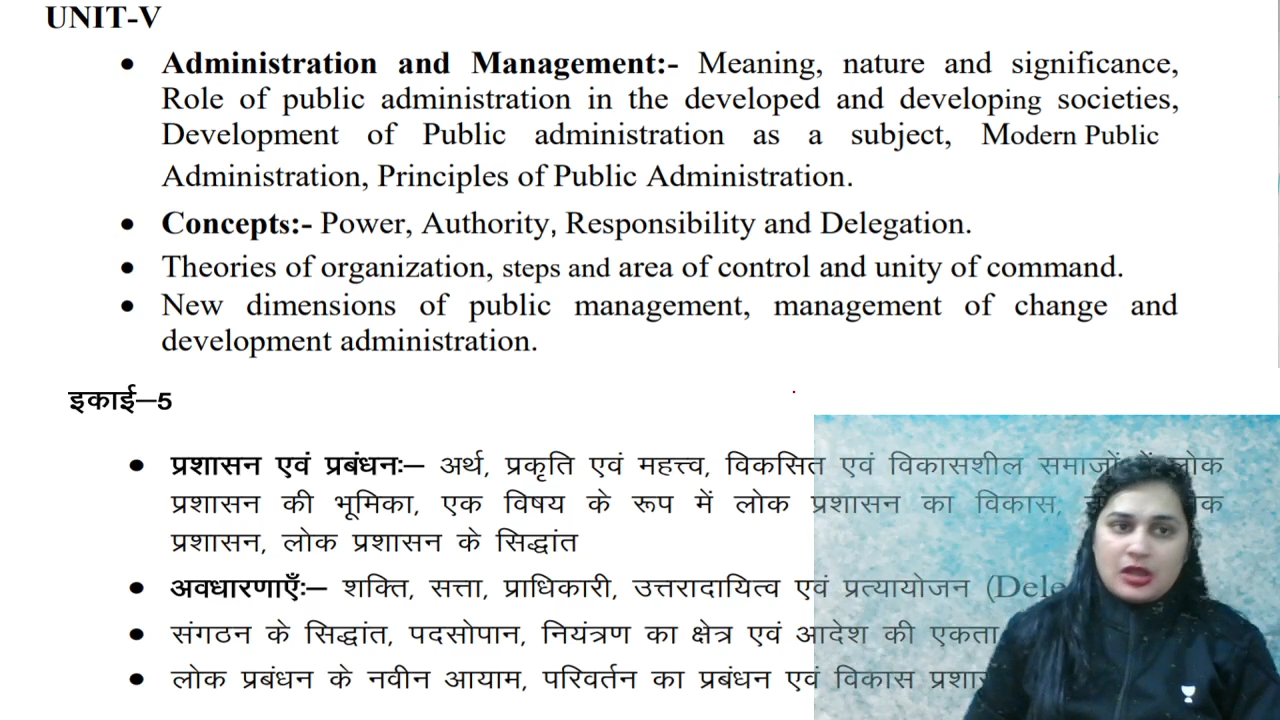 UNIT-V
• Administration and Management:- Meaning, nature and significance,
Role of public administration in the developed and developing societies,
Development of Public administration as a subject, Modern Public
Administration, Principles of Public Administration.
• Concepts:- Power, Authority, Responsibility and Delegation.
• Theories of organization, steps and area of control and unity of command.
• New dimensions of public management, management of change and
development administration.
इकाई–5
• प्रशासन एवं प्रबंधनः– अर्थ, प्रकृति एवं महत्त्व, विकसित एवं विकासशील समाजों में लोक
प्रशासन की भूमिका, एक विषय के रूप में लोक प्रशासन का विकास,
प्रशासन, लोक प्रशासन के सिद्धांत
• अवधारणाएँः– शक्ति, सत्ता, प्राधिकारी, उत्तरादायित्व एवं प्रत्यायोजन (Dele
• संगठन के सिद्धांत, पदसोपान, नियंत्रण का क्षेत्र एवं आदेश की एकता
• लोक प्रबंधन के नवीन आयाम, परिवर्तन का प्रबंधन एवं विकास